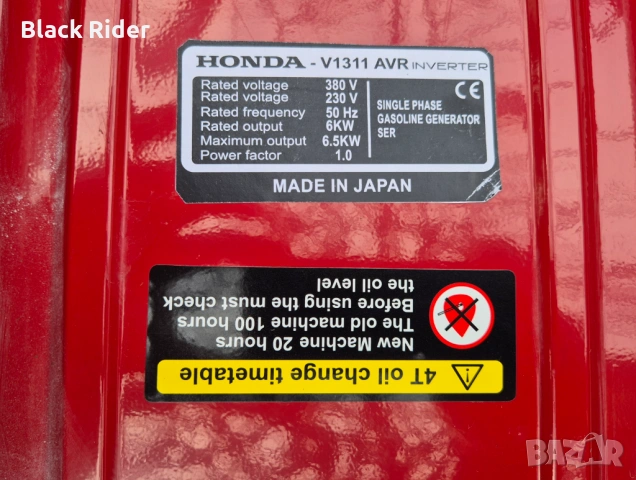 Black Rider
HONDA - V1311 AVR INVERTER
Rated voltage 380 V
Rated voltage 230 V
Rated frequency 50 Hz
Rated output 6KW
Maximum output 6.5KW
Power factor 1.0
CE
SINGLE PHASE
GASOLINE GENERATOR
SER
MADE IN JAPAN
4T oil change timetable
New Machine 20 hours
The old machine 100 hours
Before using the must check
the oil level
BAZAR